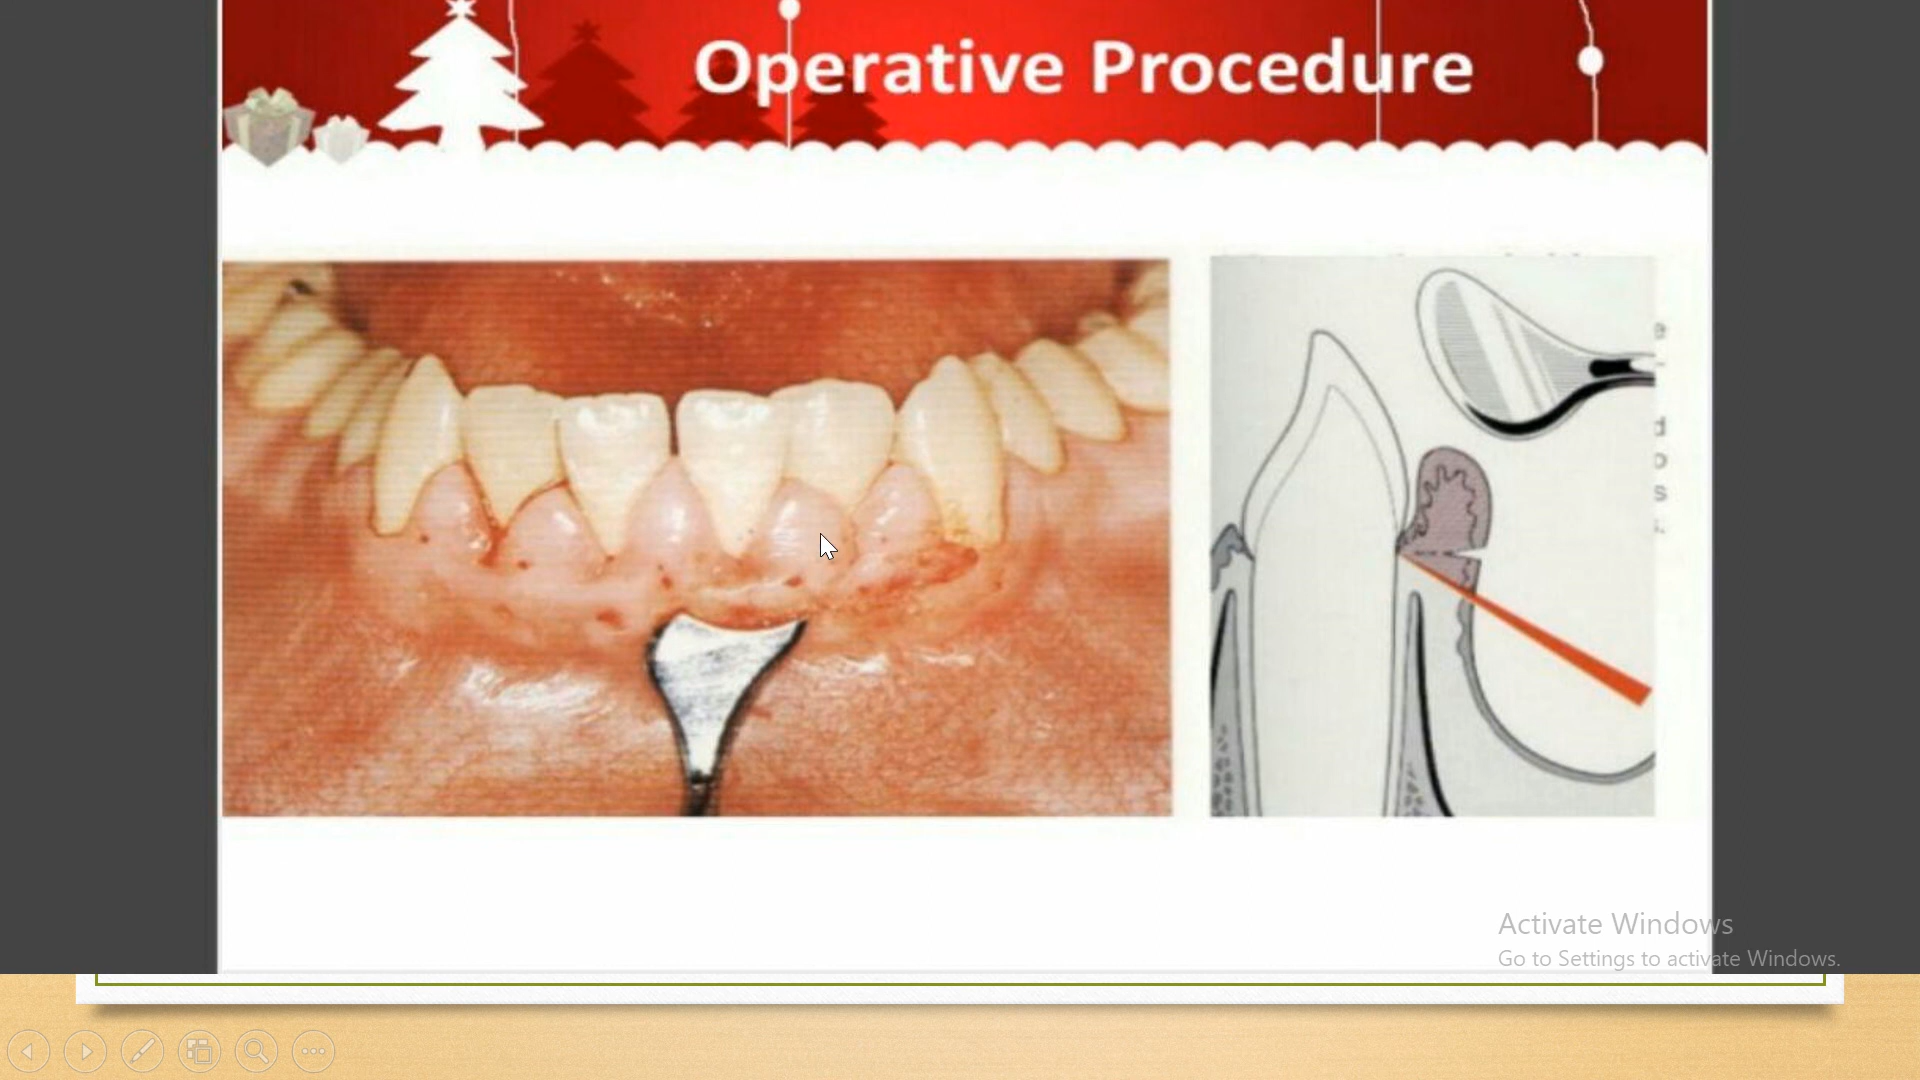 Operative Procedure
e
d
o
s
Activate Windows
Go to Settings to activate Windows.